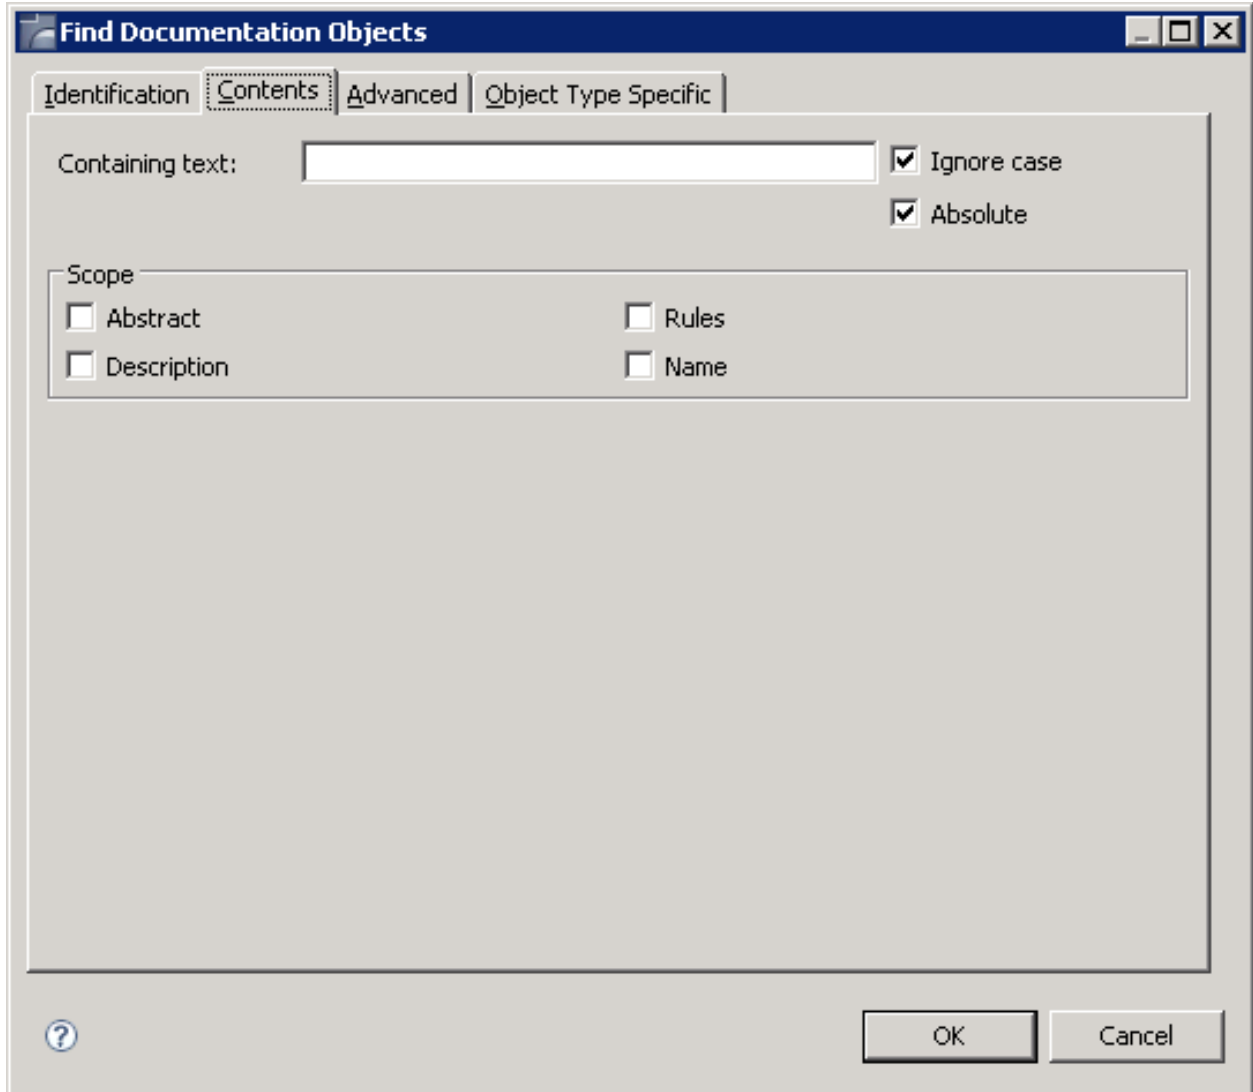 Find Documentation Objects
Identification Contents Advanced Object Type Specific
Containing text: Ignore case
Absolute
Scope
Abstract Rules
Description Name
? OK Cancel